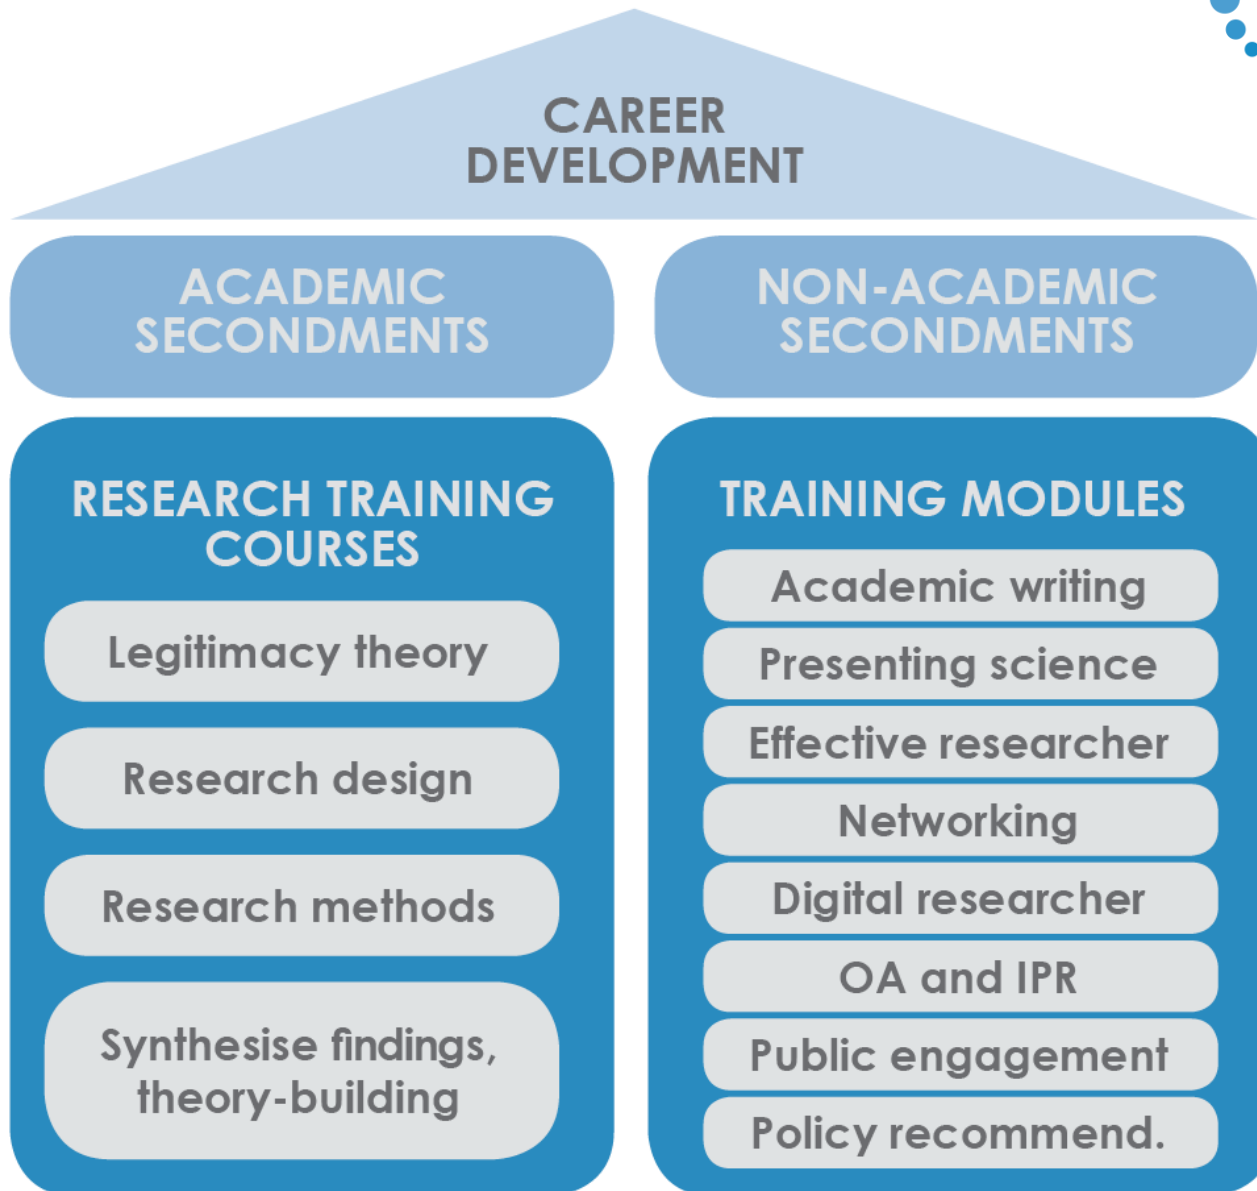 CAREER
DEVELOPMENT
ACADEMIC
SECONDMENTS
NON-ACADEMIC
SECONDMENTS
RESEARCH TRAINING
COURSES
Legitimacy theory
Research design
Research methods
Synthesise findings,
theory-building
TRAINING MODULES
Academic writing
Presenting science
Effective researcher
Networking
Digital researcher
OA and IPR
Public engagement
Policy recommend.